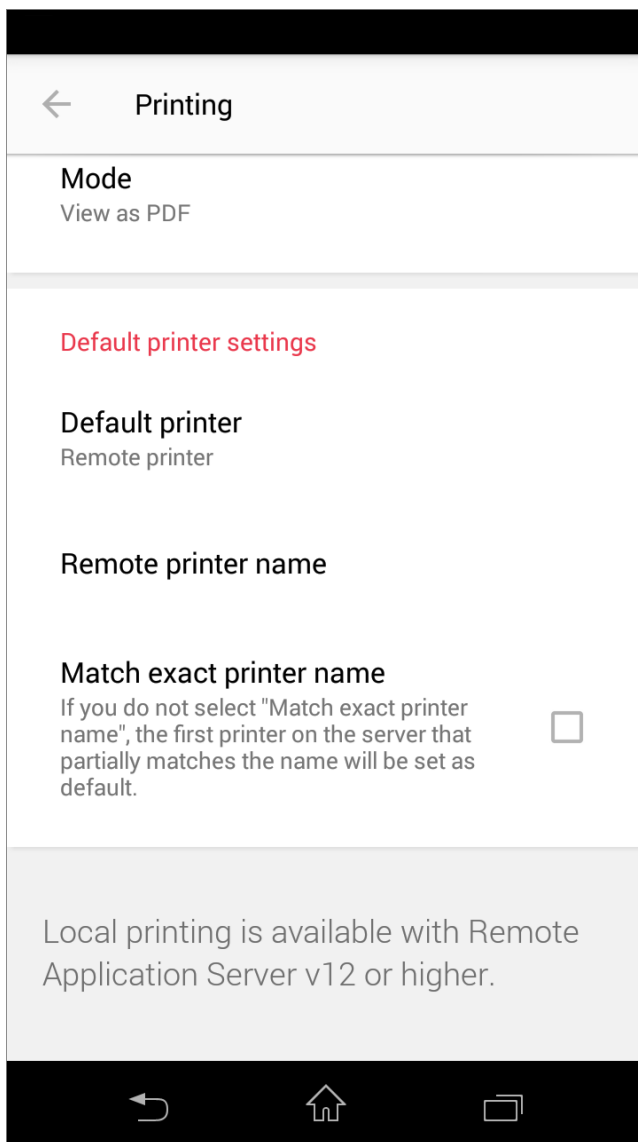 Printing
Mode
View as PDF
Default printer settings
Default printer
Remote printer
Remote printer name
Match exact printer name
If you do not select "Match exact printer
name", the first printer on the server that
partially matches the name will be set as
default.
Local printing is available with Remote
Application Server v12 or higher.